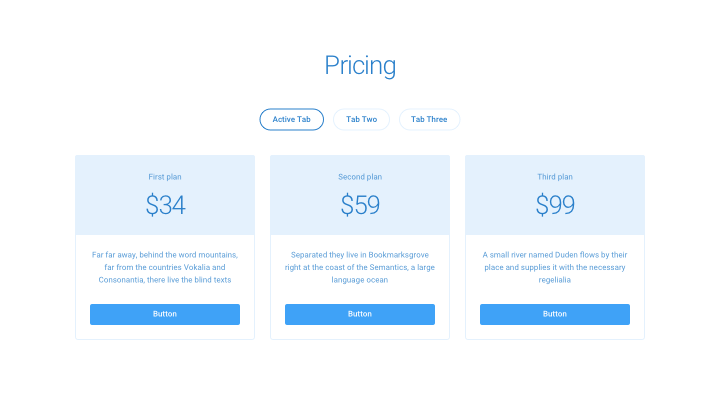 Pricing
Active Tab
Tab Two
Tab Three
First plan
$34
Far far away, behind the word mountains,
far from the countries Vokalia and
Consonantia, there live the blind texts
Button
Second plan
$59
Separated they live in Bookmarksgrove
right at the coast of the Semantics, a large
language ocean
Button
Third plan
$99
A small river named Duden flows by their
place and supplies it with the necessary
regelialia
Button